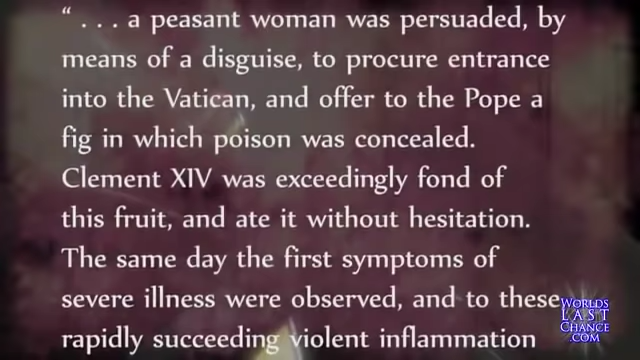 “ . . . a peasant woman was persuaded, by
means of a disguise, to procure entrance
into the Vatican, and offer to the Pope a
fig in which poison was concealed.
Clement XIV was exceedingly fond of
this fruit, and ate it without hesitation.
The same day the first symptoms of
severe illness were observed, and to these
rapidly succeeding violent inflammation
WORLDS
LAST
CHANCE
.COM